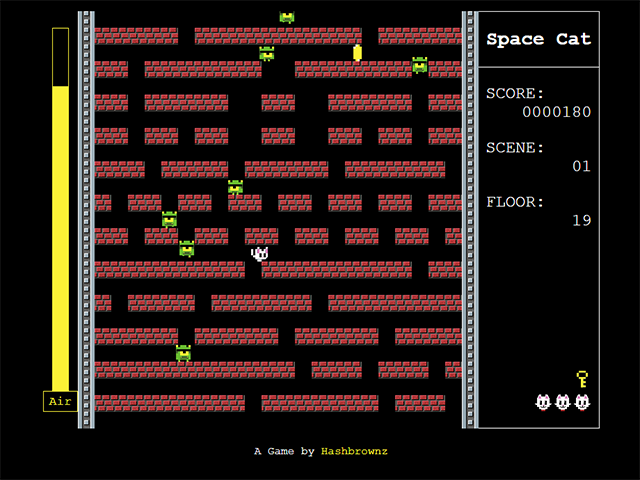 Space Cat
SCORE:
0000180
SCENE:
01
FLOOR:
19
Air
A Game by Hashbrownz